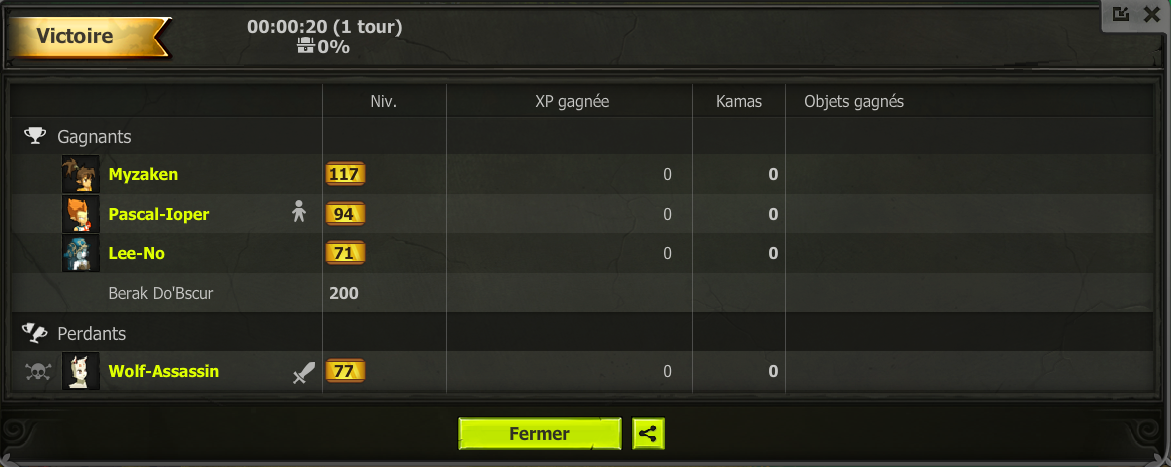 Victoire
00:00:20 (1 tour)
0%
Niv. XP gagnée Kamas Objets gagnés
Gagnants
Myzaken 117 0 0
Pascal-Ioper 94 0 0
Lee-No 71 0 0
Berak Do'Bscur 200
Perdants
Wolf-Assassin 77 0 0
Fermer